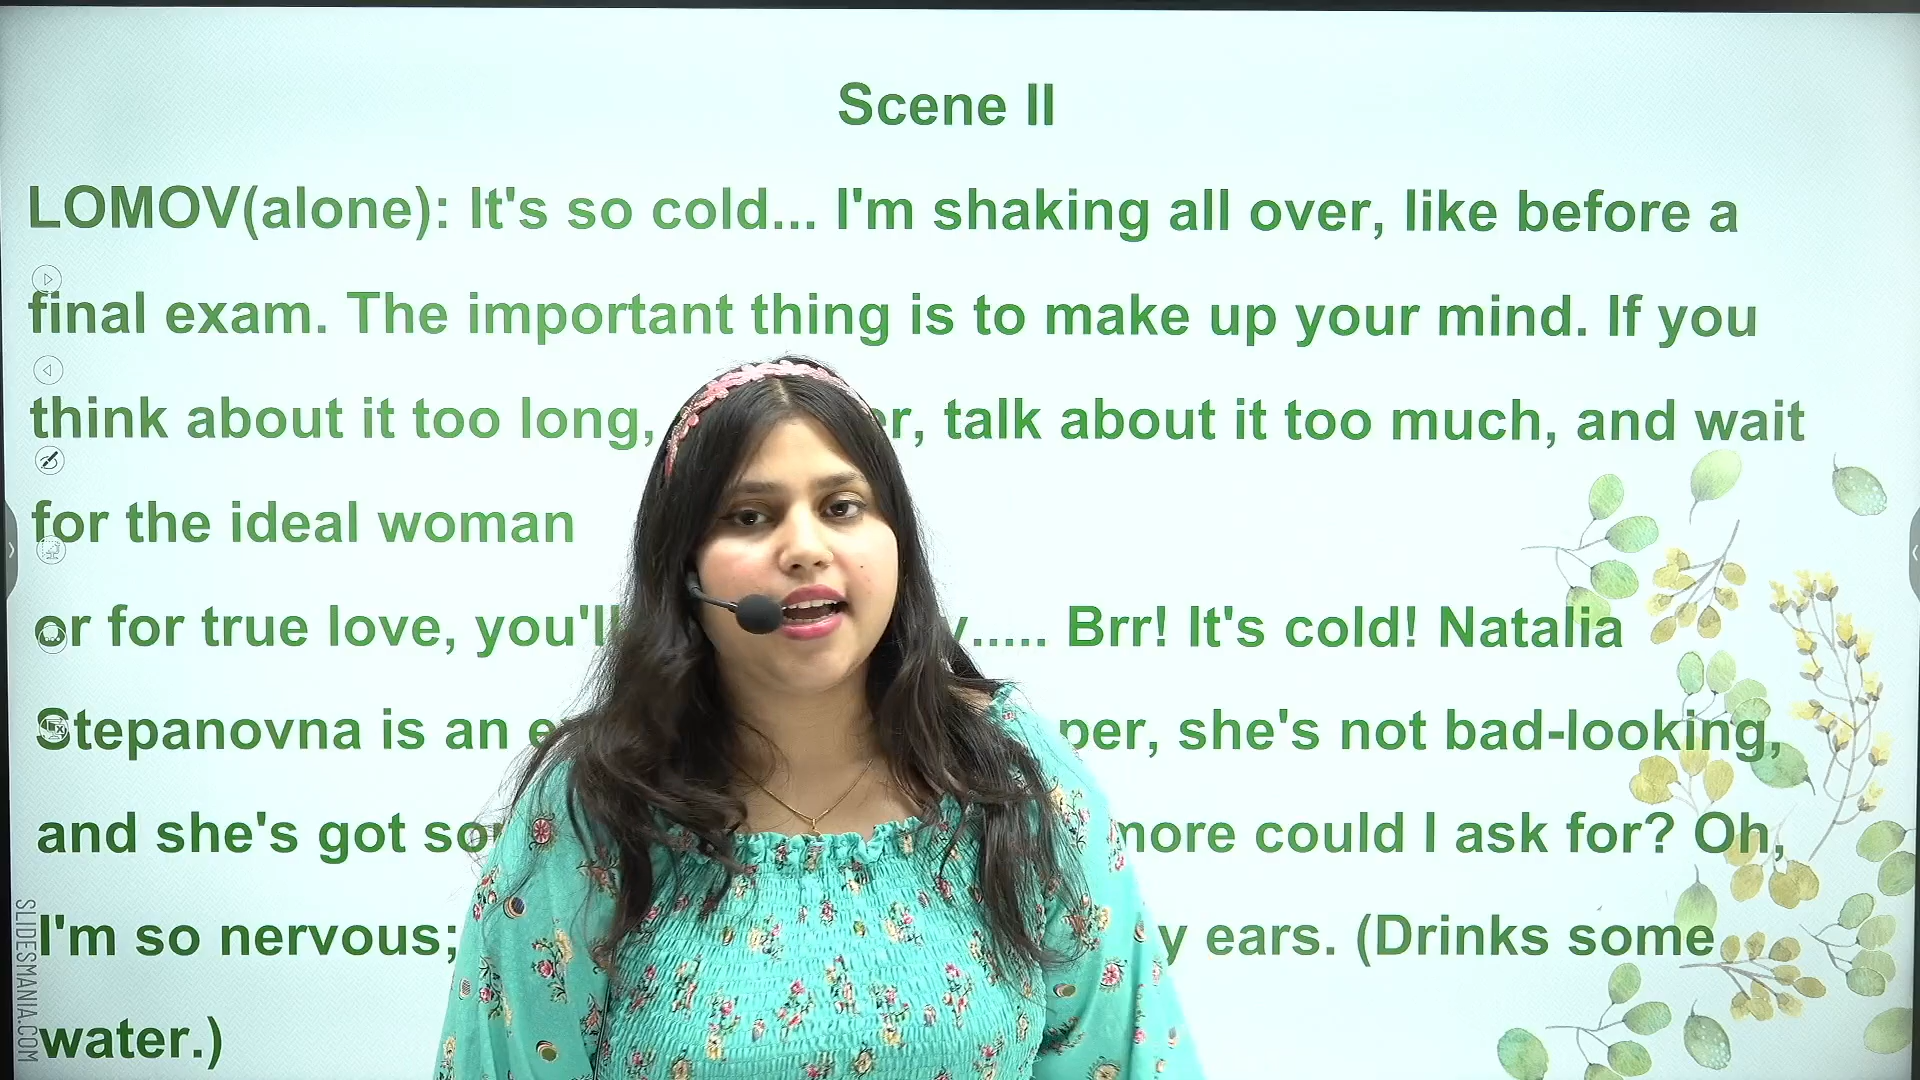 Scene II
LOMOV(alone): It's so cold... I'm shaking all over, like before a
final exam. The important thing is to make up your mind. If you
think about it too long, talk about it too much, and wait
for the ideal woman
or for true love, you'll ..... Brr! It's cold! Natalia
Stepanovna is an she's not bad-looking,
and she's got more could I ask for? Oh,
I'm so nervous; ears. (Drinks some
water.)
SLIDESMANIA.COM